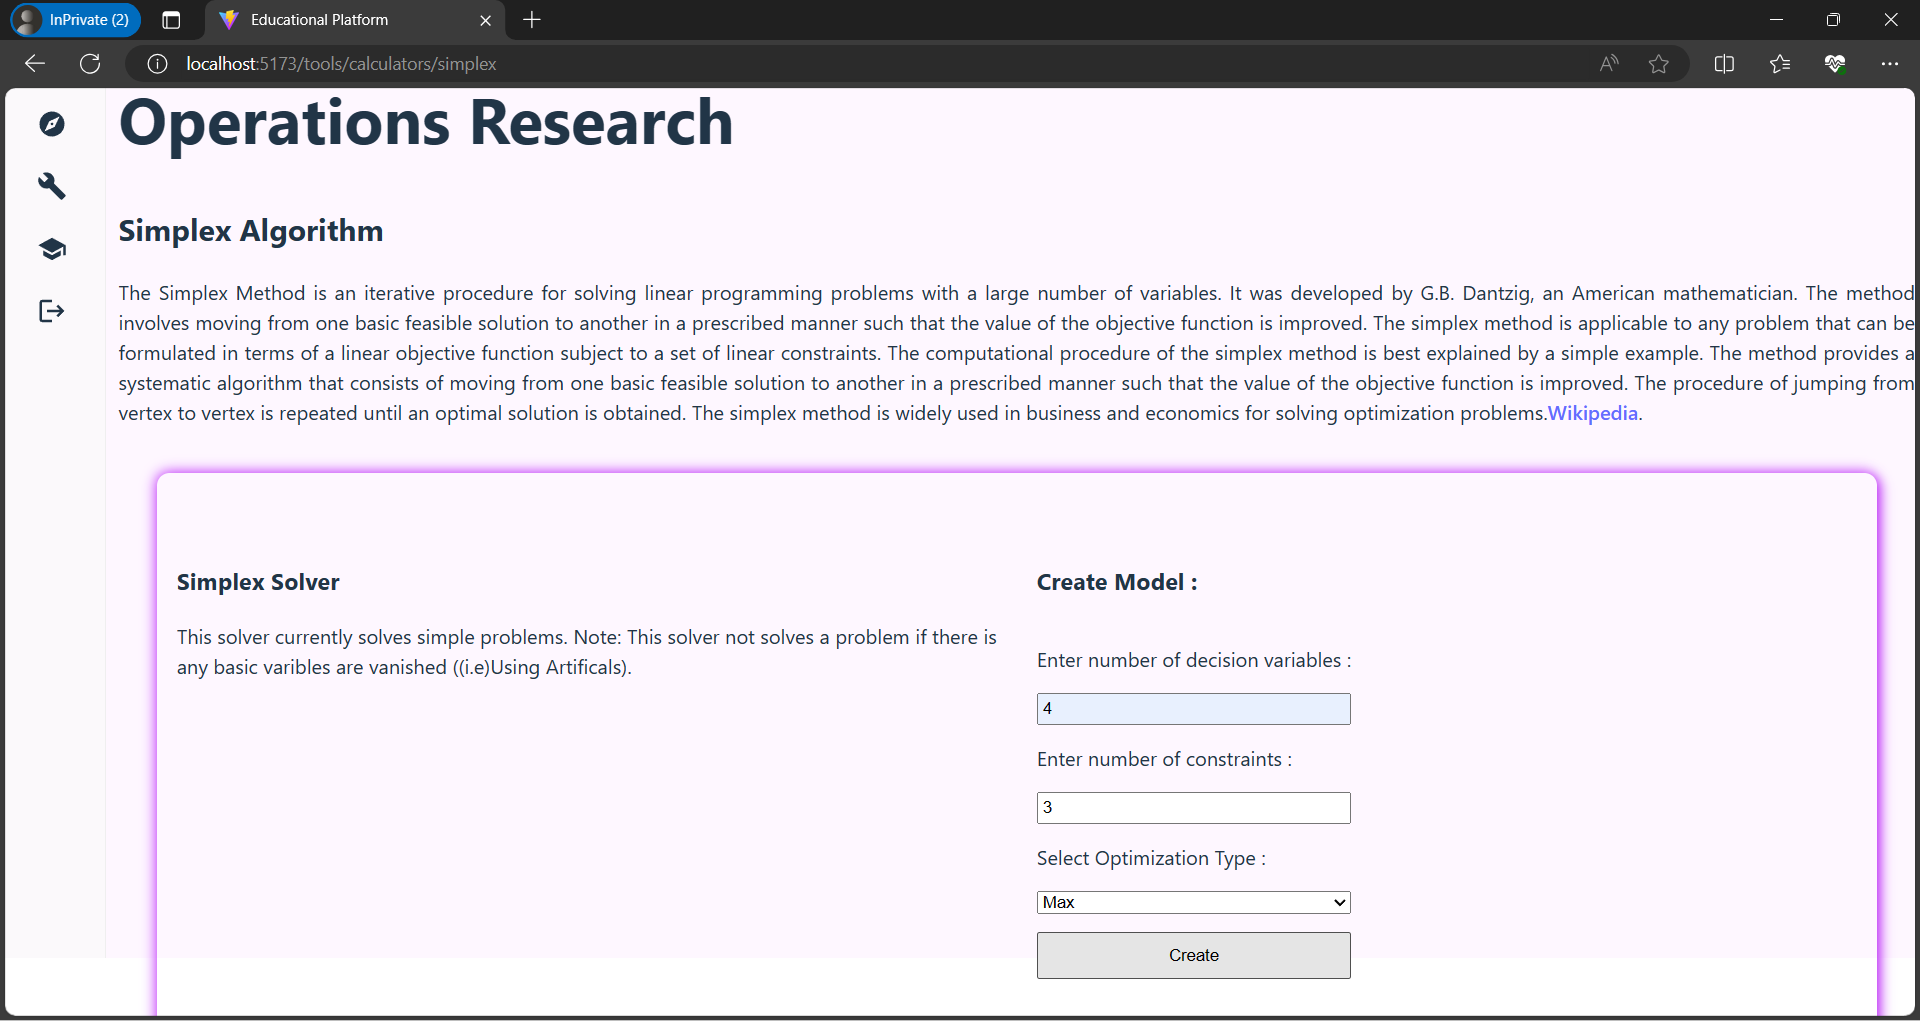 InPrivate (2)
Educational Platform
localhost:5173/tools/calculators/simplex
Operations Research
Simplex Algorithm
The Simplex Method is an iterative procedure for solving linear programming problems with a large number of variables. It was developed by G.B. Dantzig, an American mathematician. The method
involves moving from one basic feasible solution to another in a prescribed manner such that the value of the objective function is improved. The simplex method is applicable to any problem that can be
formulated in terms of a linear objective function subject to a set of linear constraints. The computational procedure of the simplex method is best explained by a simple example. The method provides a
systematic algorithm that consists of moving from one basic feasible solution to another in a prescribed manner such that the value of the objective function is improved. The procedure of jumping from
vertex to vertex is repeated until an optimal solution is obtained. The simplex method is widely used in business and economics for solving optimization problems.Wikipedia.
Simplex Solver
This solver currently solves simple problems. Note: This solver not solves a problem if there is
any basic varibles are vanished ((i.e)Using Artificals).
Create Model :
Enter number of decision variables :
4
Enter number of constraints :
3
Select Optimization Type :
Max
Create